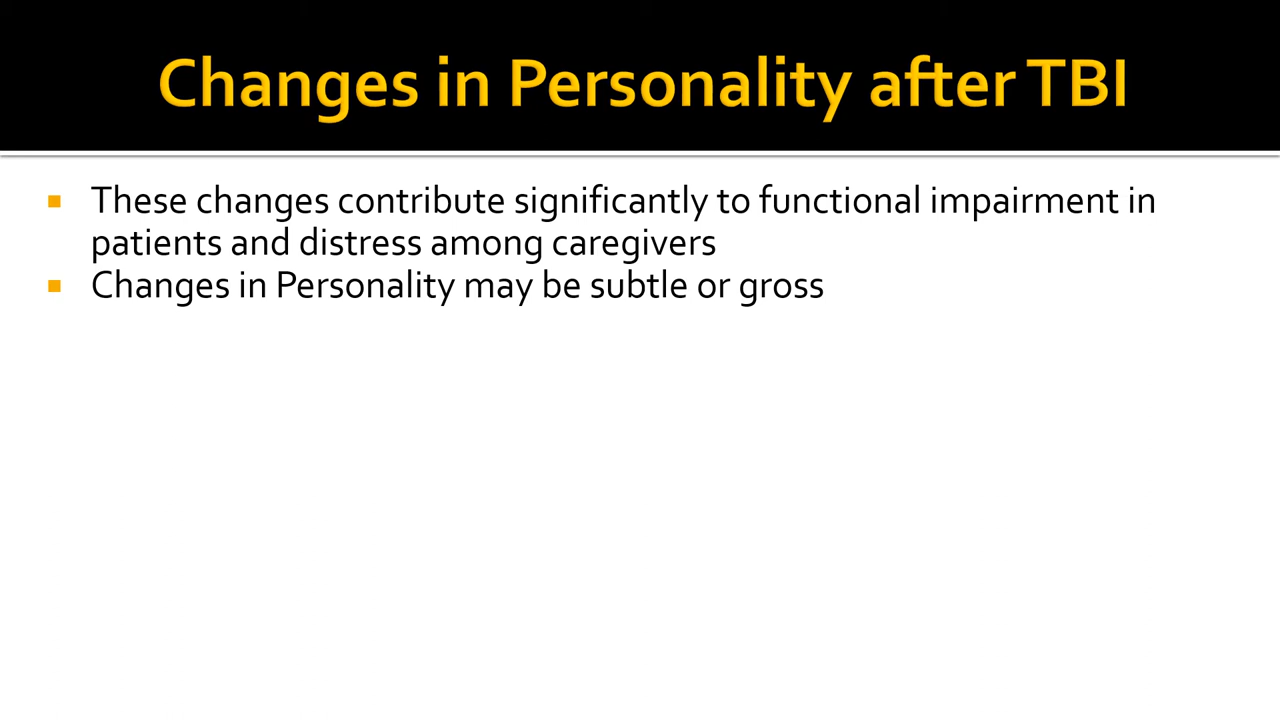 Changes in Personality after TBI
These changes contribute significantly to functional impairment in
patients and distress among caregivers
Changes in Personality may be subtle or gross